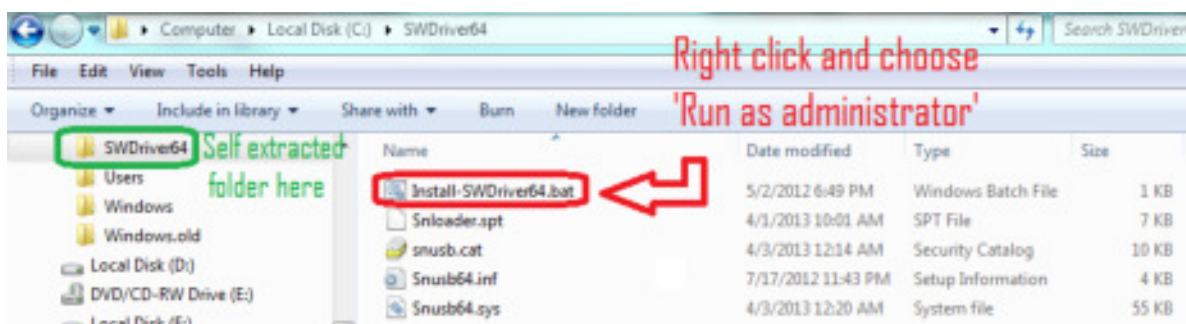 Computer ▸ Local Disk (C:) ▸ SWDriver64
Search SWDriver
Right click and choose
'Run as administrator'
File Edit View Tools Help
Organize Include in library Share with Burn New folder
SWDriver64
Self extracted
folder here
Users
Windows
Windows.old
Local Disk (D:)
DVD/CD-RW Drive (E:)
Local Disk (F:)
Name Date modified Type Size
Install-SWDriver64.bat 5/2/2012 6:49 PM Windows Batch File 1 KB
Snloader.spt 4/1/2013 10:01 AM SPT File 7 KB
snusb.cat 4/3/2013 12:14 AM Security Catalog 10 KB
Snusb64.inf 7/17/2012 11:43 PM Setup Information 4 KB
Snusb64.sys 4/3/2013 12:20 AM System file 55 KB